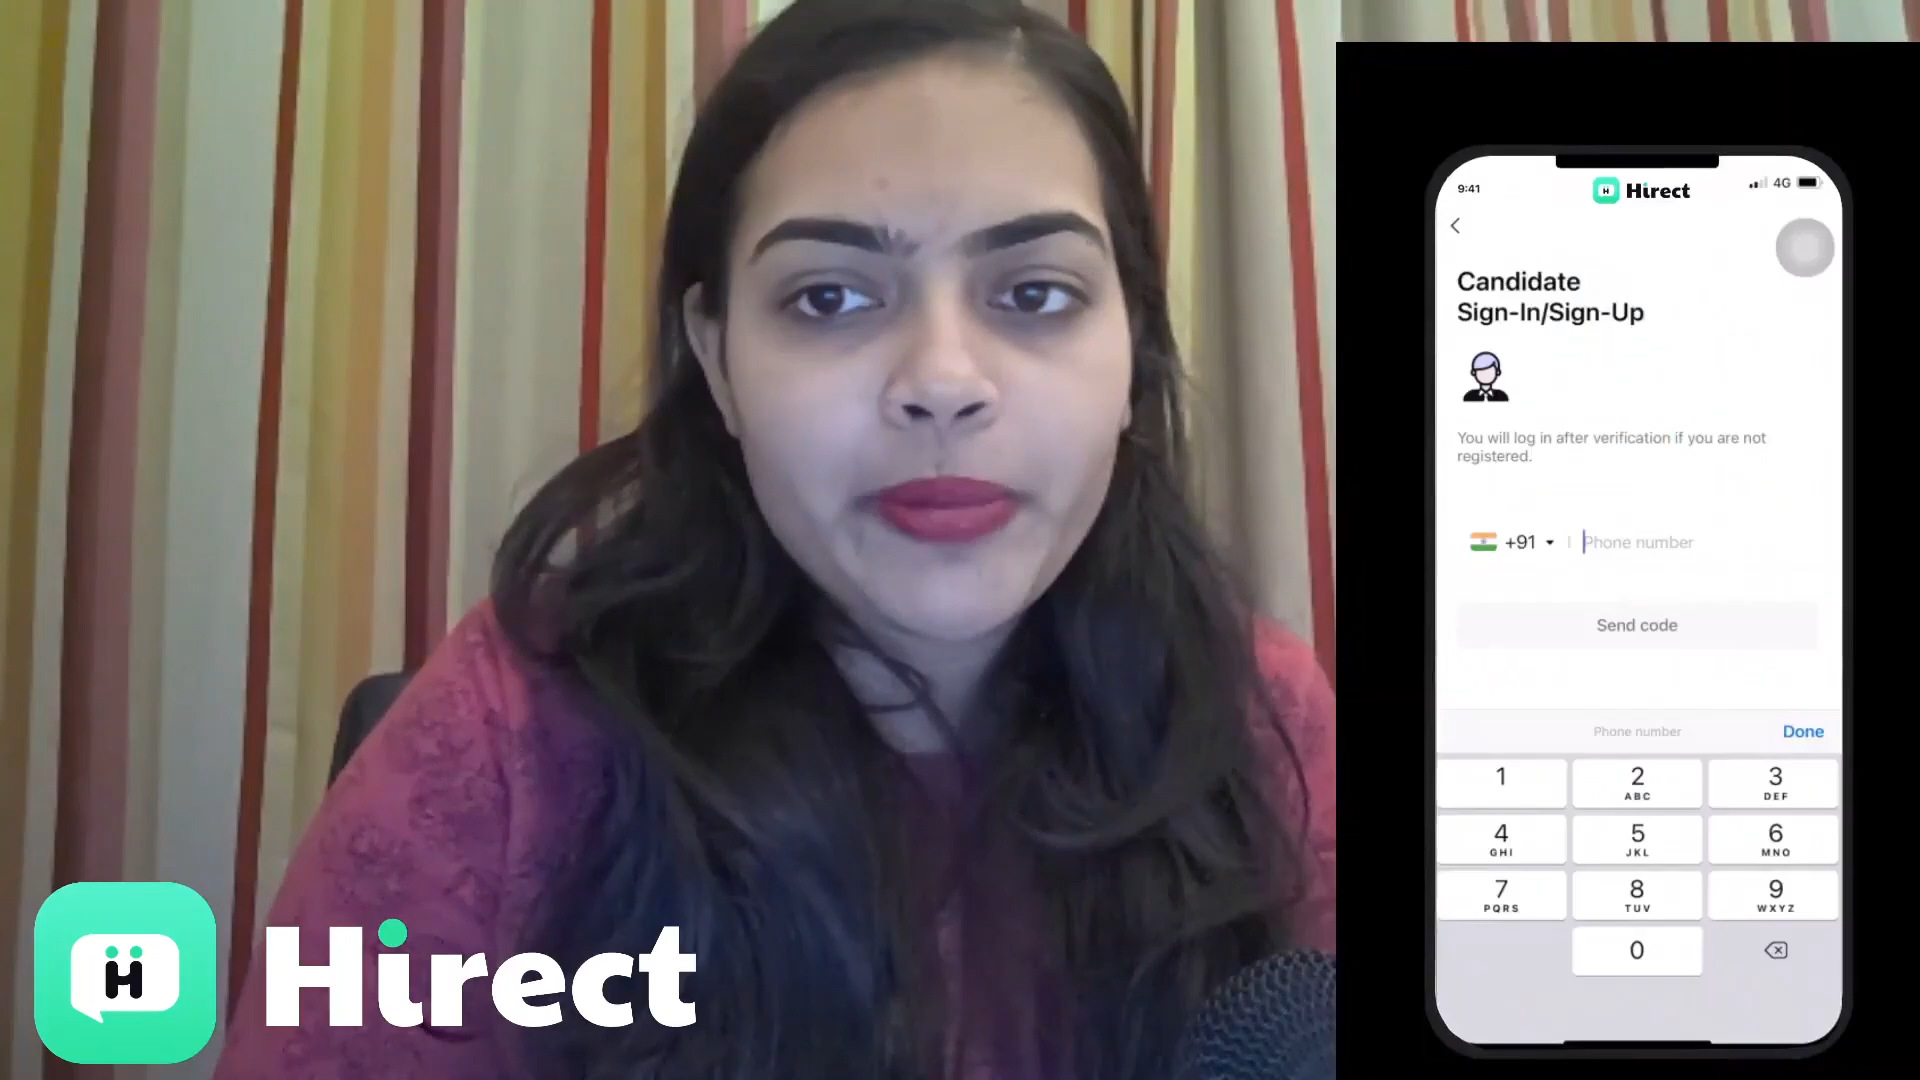 9:41
H Hirect
4G
Candidate
Sign-In/Sign-Up
You will log in after verification if you are not
registered.
+91
Phone number
Send code
Phone number
Done
1
2
ABC
3
DEF
4
GHI
5
JKL
6
MNO
7
PQRS
8
TUV
9
WXYZ
0
H Hirect